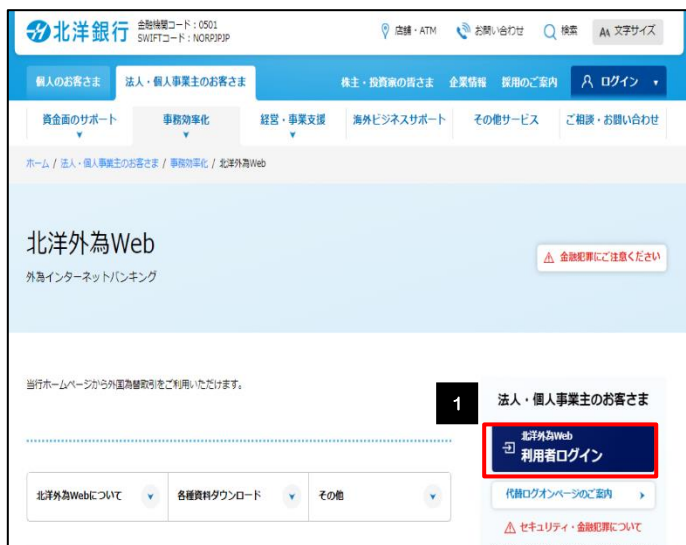 北洋銀行 金融機関コード：0501
SWIFTコード：NORPJPJP
店舗・ATM お問い合わせ 検索 AA 文字サイズ
個人のお客さま 法人・個人事業主のお客さま 株主・投資家の皆さま 企業情報 採用のご案内 ログイン
資金面のサポート 事務効率化 経営・事業支援 海外ビジネスサポート その他サービス ご相談・お問い合わせ
ホーム / 法人・個人事業主のお客さま / 事務効率化 / 北洋外為Web
北洋外為Web
外為インターネットバンキング
金融犯罪にご注意ください
当行ホームページから外国為替取引をご利用いただけます。
1
法人・個人事業主のお客さま
北洋外為Web
利用者ログイン
北洋外為Webについて 各種資料ダウンロード その他
代替ログオンページのご案内
セキュリティ・金融犯罪について